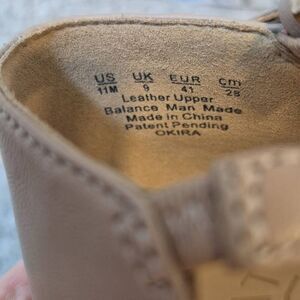 US UK EUR Cm
11M 9 41 28
Leather Upper
Balance Man Made
Made in China
Patent Pending
OKIRA